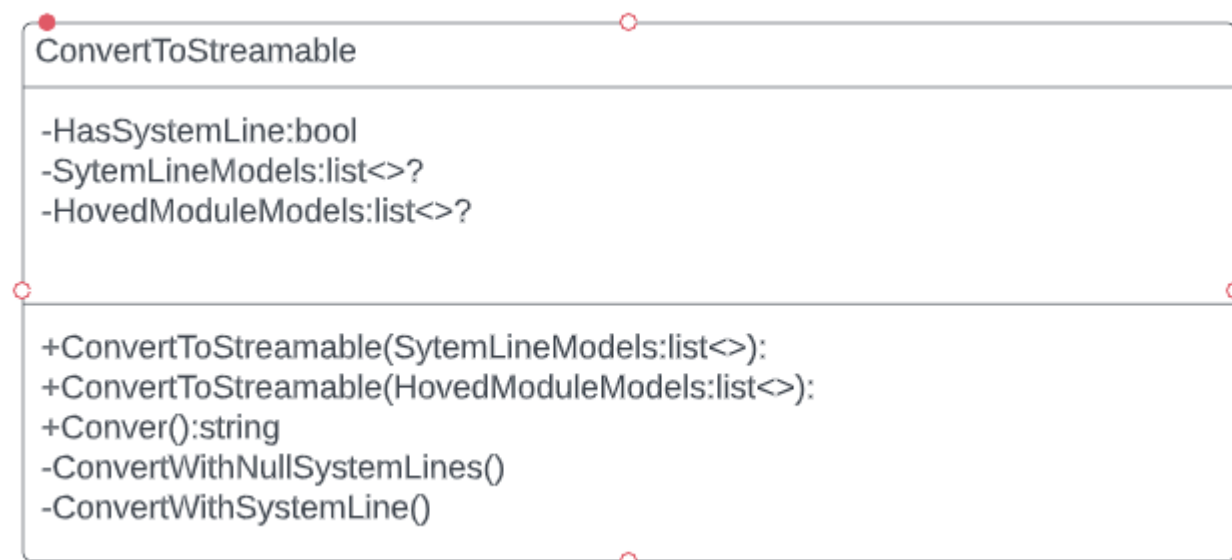 ConvertToStreamable
-HasSystemLine:bool
-SytemLineModels:list<>?
-HovedModuleModels:list<>?
+ConvertToStreamable(SytemLineModels:list<>):
+ConvertToStreamable(HovedModuleModels:list<>):
+Conver():string
-ConvertWithNullSystemLines()
-ConvertWithSystemLine()